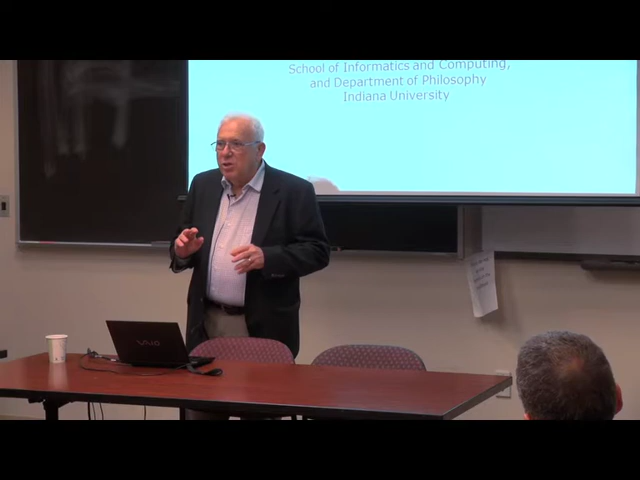 School of Informatics and Computing,
and Department of Philosophy
Indiana University
VAIO